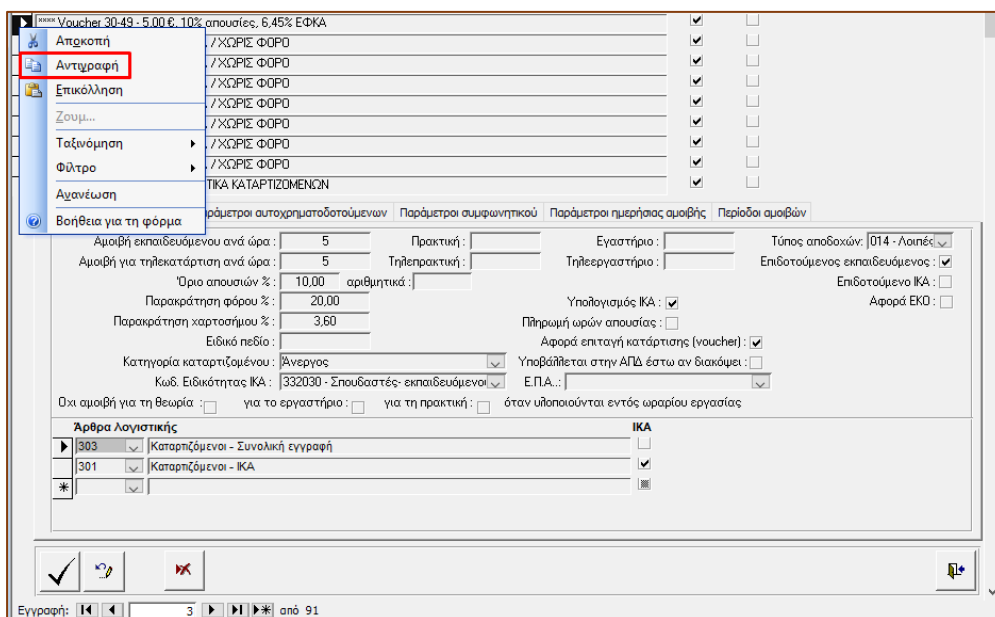 **** Voucher 30-49 - 5,00 €, 10% απουσίες, 6,45% ΕΦΚΑ
Αποκοπή
/ ΧΩΡΙΣ ΦΟΡΟ
Αντιγραφή
/ ΧΩΡΙΣ ΦΟΡΟ
Επικόλληση
/ ΧΩΡΙΣ ΦΟΡΟ
/ ΧΩΡΙΣ ΦΟΡΟ
Ζουμ...
/ ΧΩΡΙΣ ΦΟΡΟ
Ταξινόμηση
/ ΧΩΡΙΣ ΦΟΡΟ
Φίλτρο
/ ΧΩΡΙΣ ΦΟΡΟ
ΤΙΚΑ ΚΑΤΑΡΤΙΖΟΜΕΝΩΝ
Ανανέωση
Βοήθεια για τη φόρμα
ράμετροι αυτοχρηματοδοτούμενων Παράμετροι συμφωνητικού Παράμετροι ημερήσιας αμοιβής Περίοδοι αμοιβών
Αμοιβή εκπαιδευόμενου ανά ώρα : 5 Πρακτική : Εγαστήριο : Τύπος αποδοχών: 014 - Λοιπές
Αμοιβή για τηλεκατάρτιση ανά ώρα : 5 Τηλεπρακτική : Τηλεεργαστήριο : Επιδοτούμενος εκπαιδευόμενος :
Όριο απουσιών % : 10,00 αριθμητικά : Επιδοτούμενο ΙΚΑ :
Παρακράτηση φόρου % : 20,00 Υπολογισμός ΙΚΑ : Αφορά ΕΚΟ :
Παρακράτηση χαρτοσήμου % : 3,60 Πληρωμή ωρών απουσίας :
Ειδικό πεδίο : Αφορά επιταγή κατάρτισης (voucher) :
Κατηγορία καταρτιζομένου : Άνεργος Υποβάλλεται στην ΑΠΔ έστω αν διακόψει :
Κωδ. Ειδικότητας ΙΚΑ : 332030 - Σπουδαστές- εκπαιδευόμενοι Ε.Π.Α..:
Οχι αμοιβή για τη θεωρία : για το εργαστήριο : για τη πρακτική : όταν υλοποιούνται εντός ωραρίου εργασίας
Άρθρα Λογιστικής ΙΚΑ
303 Καταρτιζόμενοι - Συνολική εγγραφή
301 Καταρτιζόμενοι - ΙΚΑ
Εγγραφή: 3 από 91